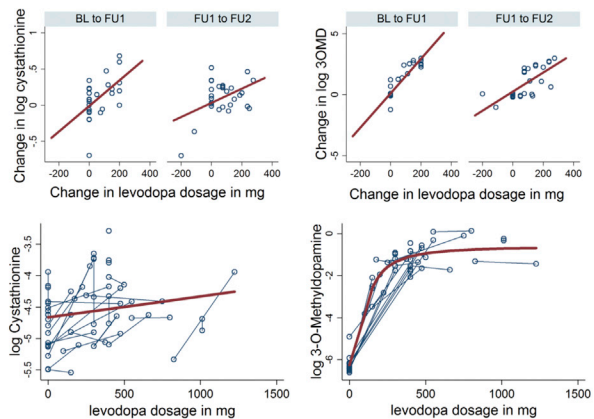 BL to FU1
FU1 to FU2
Change in log cystathionine
1
.5
0
-.5
-200 0 200 400
-200 0 200 400
Change in levodopa dosage in mg
BL to FU1
FU1 to FU2
Change in log 3OMD
5
0
-5
-200 0 200 400
-200 0 200 400
Change in levodopa dosage in mg
log Cystathionine
-3.5
-5
-5.5
0 500 1000 1500
levodopa dosage in mg
log 3-O-Methyldopamine
0
-2
-4
-6
0 500 1000 1500
levodopa dosage in mg